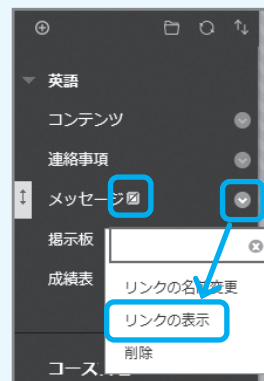 英語
コンテンツ
連絡事項
メッセージ
掲示板
成績表
リンクの名前変更
リンクの表示
削除
コース